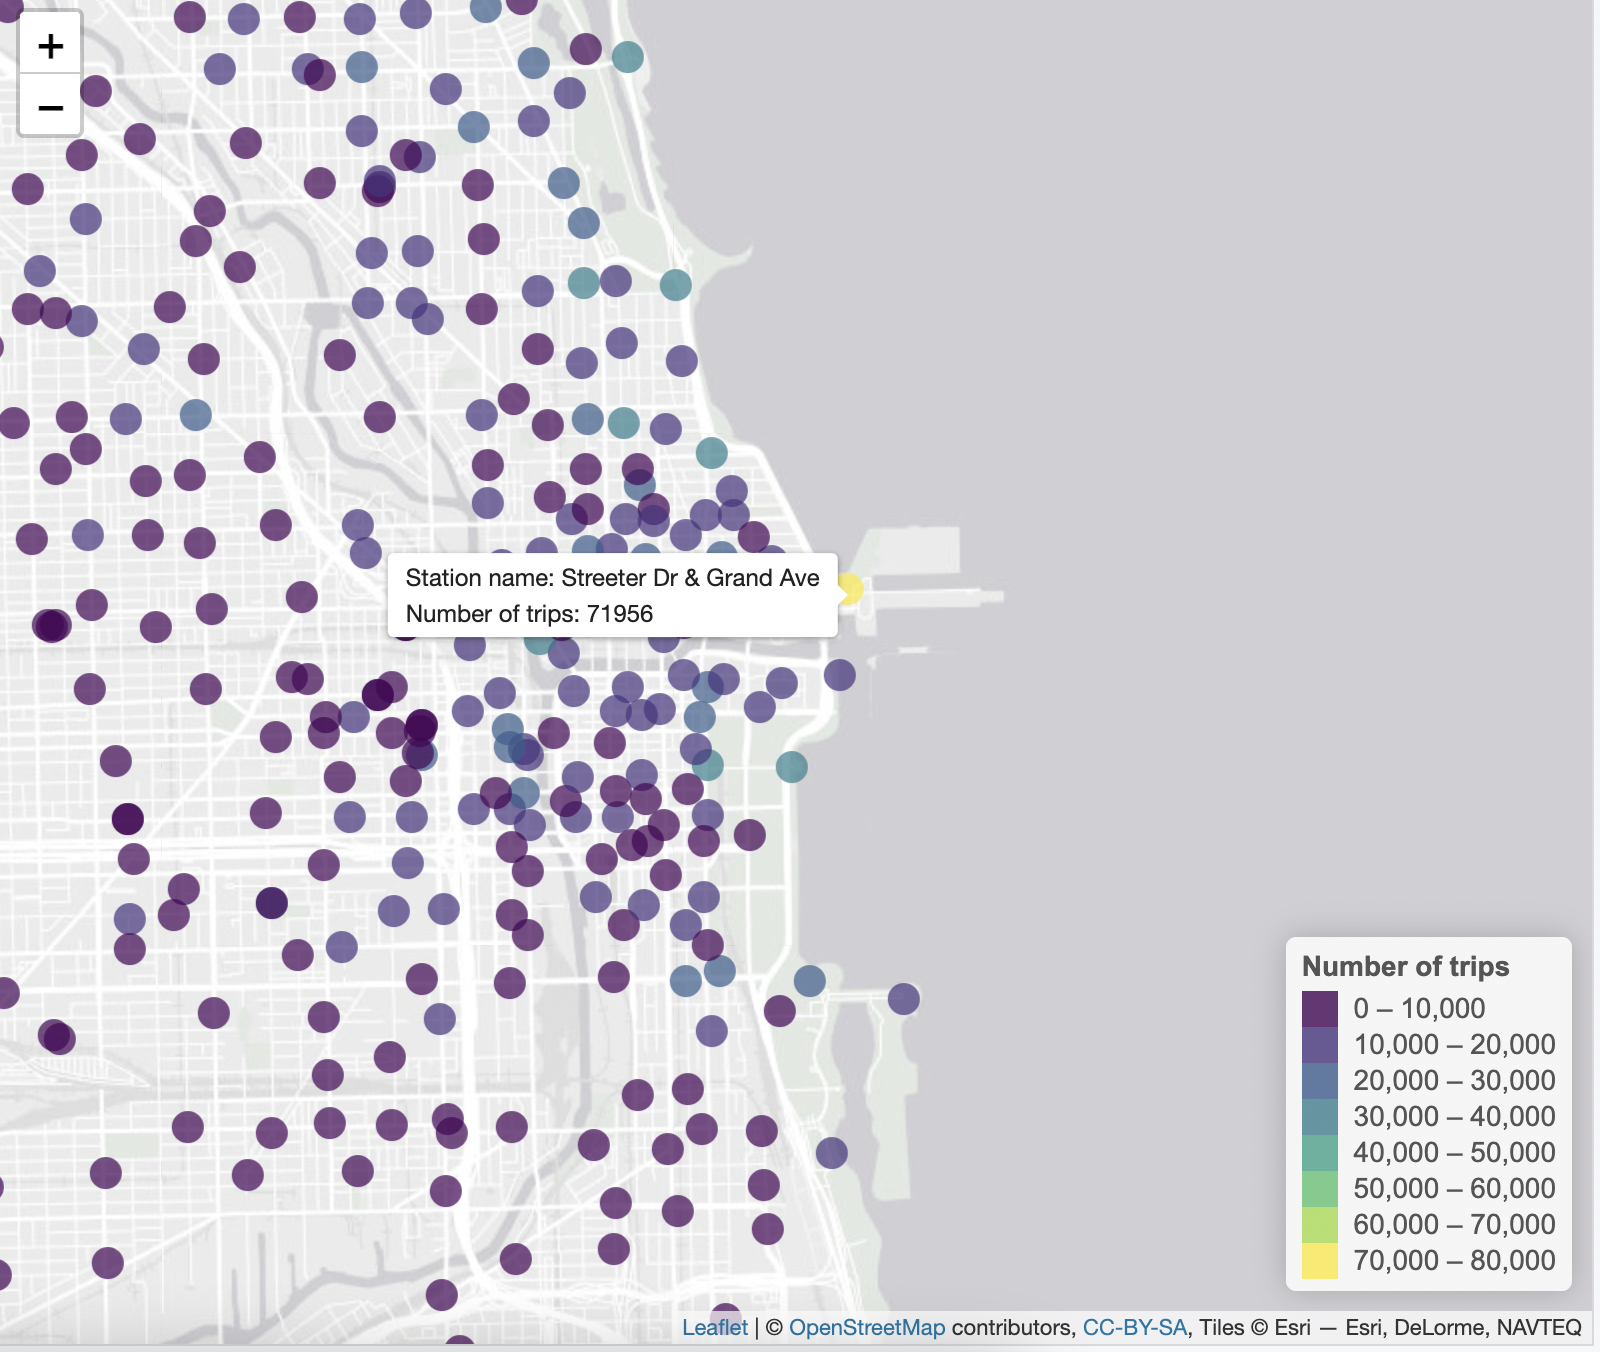 +
−
Station name: Streeter Dr & Grand Ave
Number of trips: 71956
Number of trips
0 – 10,000
10,000 – 20,000
20,000 – 30,000
30,000 – 40,000
40,000 – 50,000
50,000 – 60,000
60,000 – 70,000
70,000 – 80,000
Leaflet | © OpenStreetMap contributors, CC-BY-SA, Tiles © Esri — Esri, DeLorme, NAVTEQ